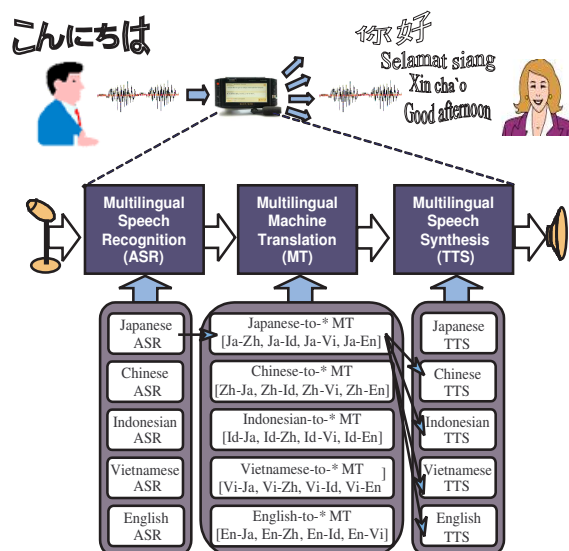 こんにちは
你好
Selamat siang
Xin cha`o
Good afternoon
Multilingual
Speech
Recognition
(ASR)
Multilingual
Machine
Translation
(MT)
Multilingual
Speech
Synthesis
(TTS)
Japanese
ASR
Chinese
ASR
Indonesian
ASR
Vietnamese
ASR
English
ASR
Japanese-to-* MT
[Ja-Zh, Ja-Id, Ja-Vi, Ja-En]
Chinese-to-* MT
[Zh-Ja, Zh-Id, Zh-Vi, Zh-En]
Indonesian-to-* MT
[Id-Ja, Id-Zh, Id-Vi, Id-En]
Vietnamese-to-* MT
[Vi-Ja, Vi-Zh, Vi-Id, Vi-En ]
English-to-* MT
[En-Ja, En-Zh, En-Id, En-Vi]
Japanese
TTS
Chinese
TTS
Indonesian
TTS
Vietnamese
TTS
English
TTS